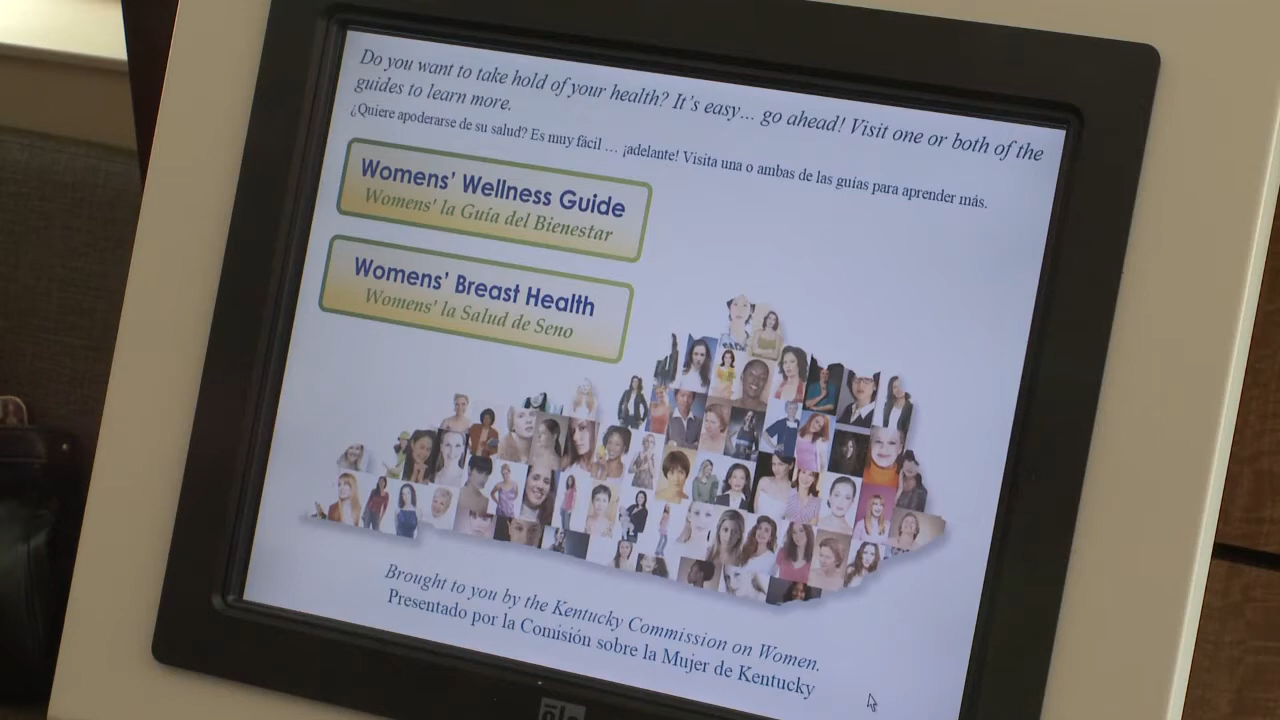 Do you want to take hold of your health? It's easy... go ahead! Visit one or both of the
guides to learn more.
¿Quiere apoderarse de su salud? Es muy fácil ... ¡adelante! Visita una o ambas de las guías para aprender más.
Womens' Wellness Guide
Womens' la Guía del Bienestar
Womens' Breast Health
Womens' la Salud de Seno
Brought to you by the Kentucky Commission on Women.
Presentado por la Comisión sobre la Mujer de Kentucky